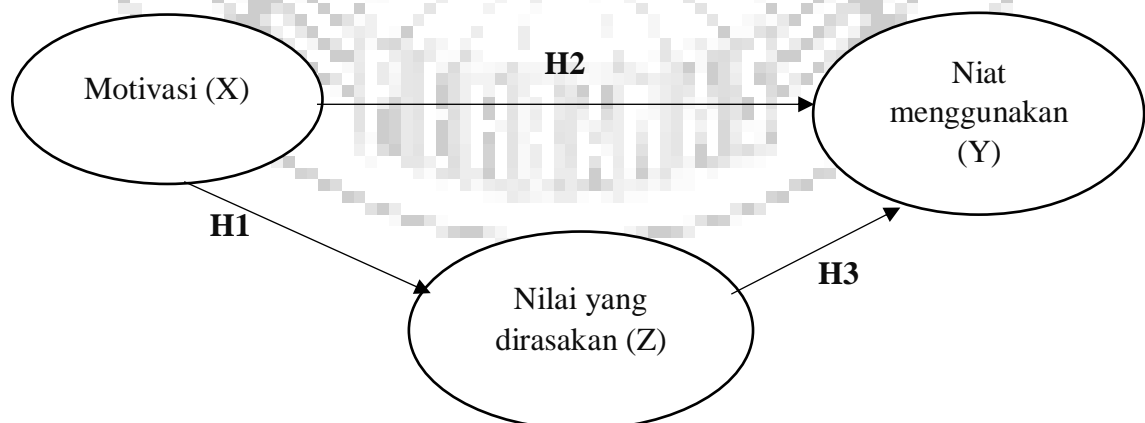 Motivasi (X)
H2
Niat
menggunakan
(Y)
H1
H3
Nilai yang
dirasakan (Z)